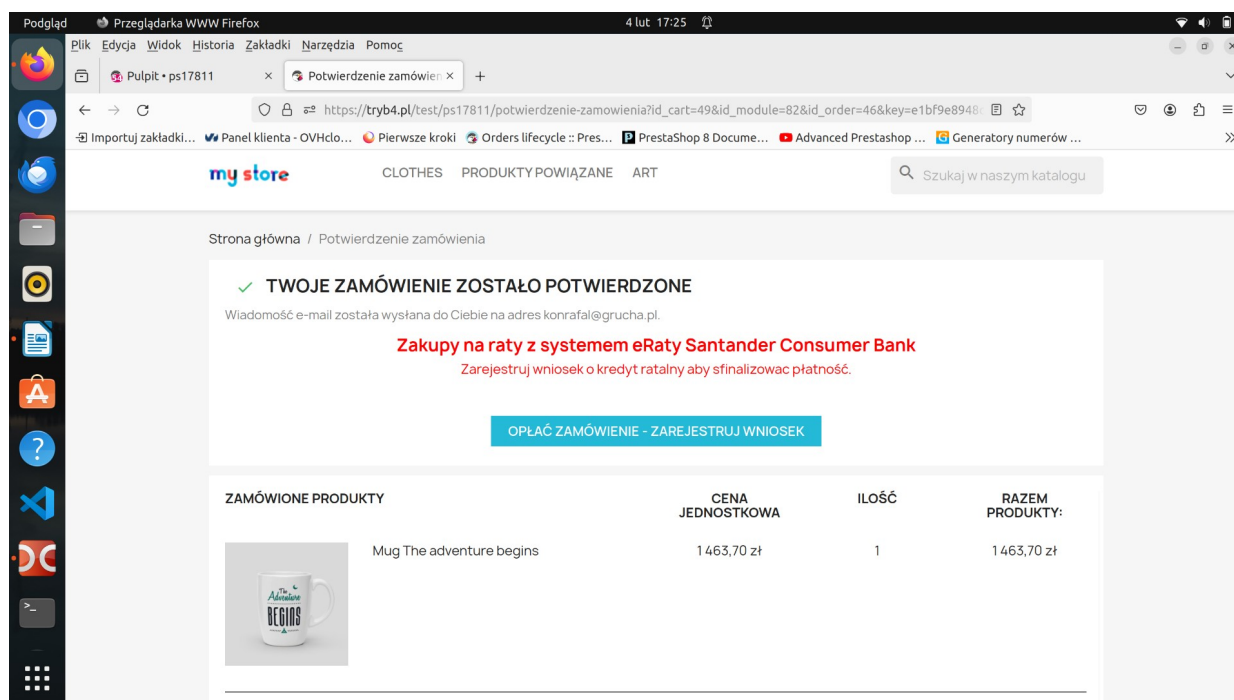 Podgląd Przeglądarka WWW Firefox 4 lut 17:25
Plik Edycja Widok Historia Zakładki Narzędzia Pomoc
Pulpit • ps17811 Potwierdzenie zamówien
https://tryb4.pl/test/ps17811/potwierdzenie-zamowienia?id_cart=49&id_module=82&id_order=46&key=e1bf9e8948
Importuj zakładki... Panel klienta - OVHclo... Pierwsze kroki Orders lifecycle :: Pres... PrestaShop 8 Docume... Advanced Prestashop ... Generatory numerów ...
my store CLOTHES PRODUKTY POWIĄZANE ART Szukaj w naszym katalogu
Strona główna / Potwierdzenie zamówienia
TWOJE ZAMÓWIENIE ZOSTAŁO POTWIERDZONE
Wiadomość e-mail została wysłana do Ciebie na adres konrafal@grucha.pl.
Zakupy na raty z systemem eRaty Santander Consumer Bank
Zarejestruj wniosek o kredyt ratalny aby sfinalizowac płatność.
OPŁAĆ ZAMÓWIENIE - ZAREJESTRUJ WNIOSEK
ZAMÓWIONE PRODUKTY CENA JEDNOSTKOWA ILOŚĆ RAZEM PRODUKTY:
Mug The adventure begins 1 463,70 zł 1 1 463,70 zł
The
Adventure
BEGINS